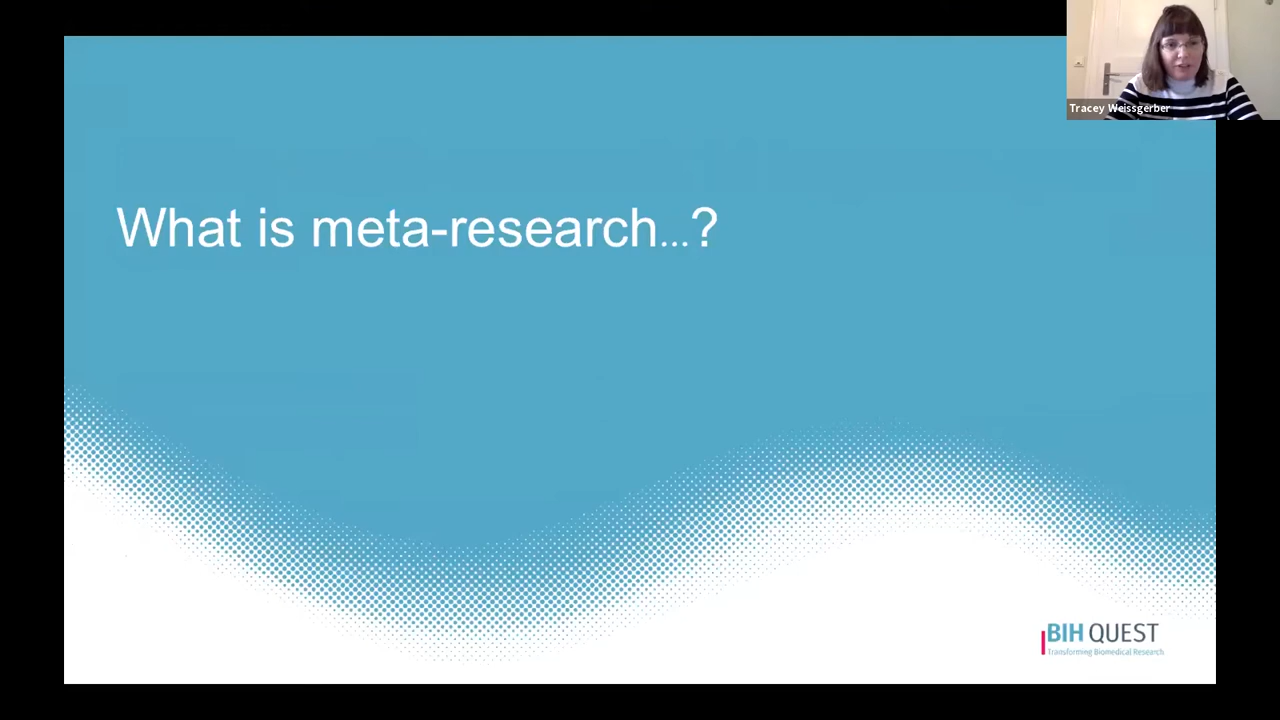 Tracey Weissgerber
What is meta-research...?
BIH QUEST
Transforming Biomedical Research